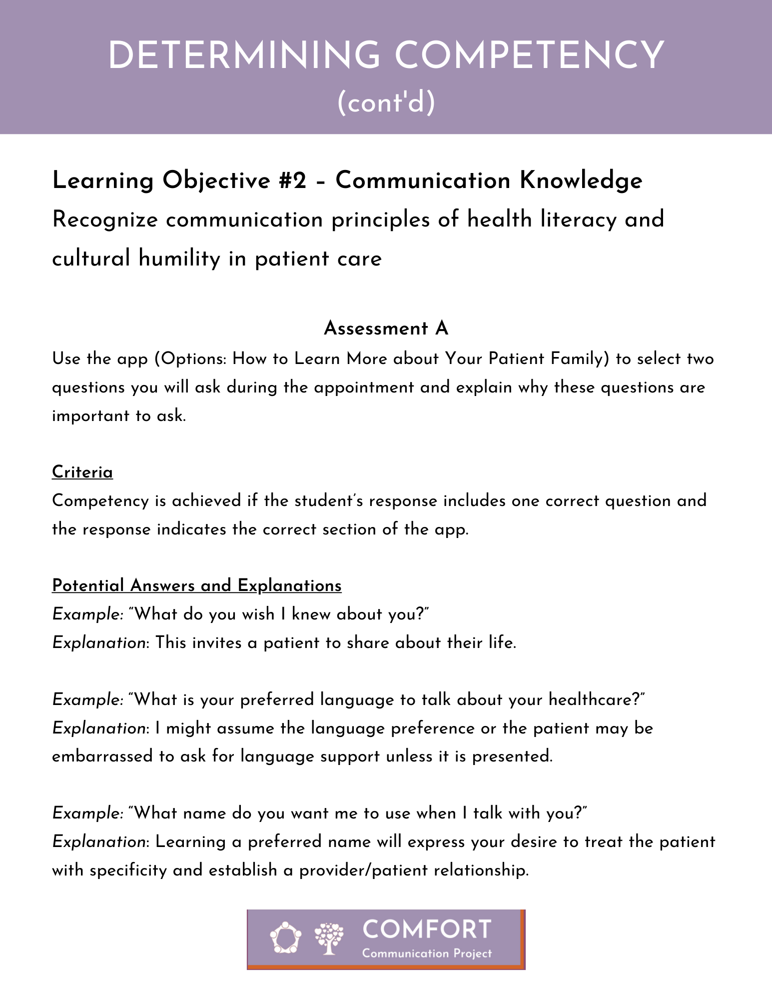 DETERMINING COMPETENCY
(cont'd)
Learning Objective #2 – Communication Knowledge
Recognize communication principles of health literacy and
cultural humility in patient care
Assessment A
Use the app (Options: How to Learn More about Your Patient Family) to select two
questions you will ask during the appointment and explain why these questions are
important to ask.
Criteria
Competency is achieved if the student’s response includes one correct question and
the response indicates the correct section of the app.
Potential Answers and Explanations
Example: “What do you wish I knew about you?”
Explanation: This invites a patient to share about their life.
Example: “What is your preferred language to talk about your healthcare?”
Explanation: I might assume the language preference or the patient may be
embarrassed to ask for language support unless it is presented.
Example: “What name do you want me to use when I talk with you?”
Explanation: Learning a preferred name will express your desire to treat the patient
with specificity and establish a provider/patient relationship.
COMFORT
Communication Project